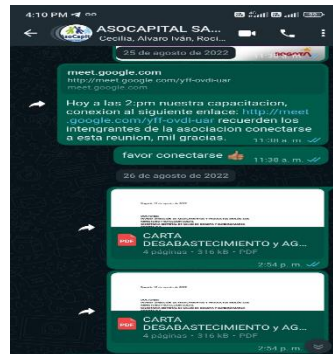 4:10 PM
ASOCAPITAL SA...
Cecilia, Alvaro Iván, Roci...
25 de agosto de 2022
meet.google.com
http://meet.google.com/yff-ovdi-uar
meet.google.com
Hoy a las 2:pm nuestra capacitacion,
conexion al siguiente enlace: http://meet
.google.com/yff-ovdi-uar recuerden los
intengrantes de la asociacion conectarse
a esta reunion, mil gracias.
11:38 a. m.
favor conectarse 👍
11:39 a. m.
26 de agosto de 2022
PDF
CARTA
DESABASTECIMIENTO y AG...
4 páginas • 316 kB • PDF
2:54 p. m.
PDF
CARTA
DESABASTECIMIENTO y AG...
4 páginas • 316 kB • PDF
2:54 p. m.